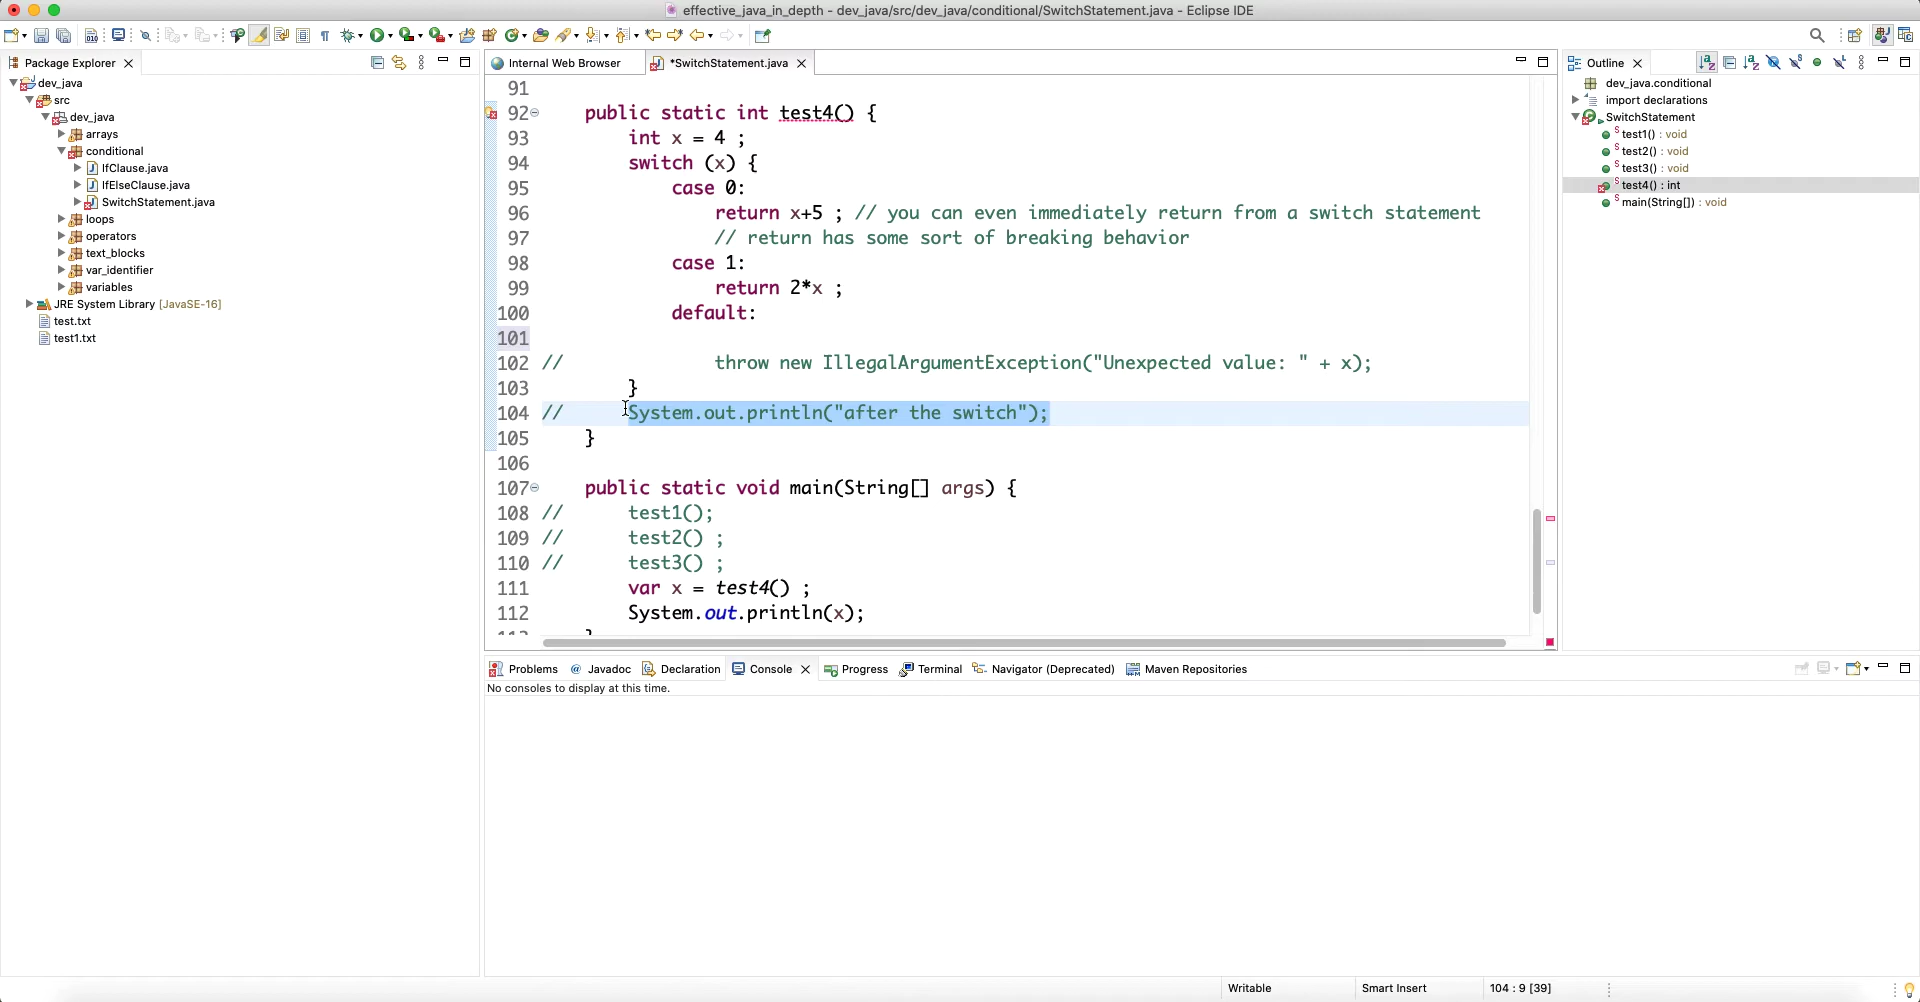 effective_java_in_depth - dev_java/src/dev_java/conditional/SwitchStatement.java - Eclipse IDE
Package Explorer
Internal Web Browser
*SwitchStatement.java
Outline
dev_java
src
dev_java
arrays
conditional
IfClause.java
IfElseClause.java
SwitchStatement.java
loops
operators
text_blocks
var_identifier
variables
JRE System Library [JavaSE-16]
test.txt
test1.txt
91
92 public static int test4() {
93 int x = 4 ;
94 switch (x) {
95 case 0:
96 return x+5 ; // you can even immediately return from a switch statement
97 // return has some sort of breaking behavior
98 case 1:
99 return 2*x ;
100 default:
101
102 // throw new IllegalArgumentException("Unexpected value: " + x);
103 }
104 // System.out.println("after the switch");
105 }
106
107 public static void main(String[] args) {
108 // test1();
109 // test2() ;
110 // test3() ;
111 var x = test4() ;
112 System.out.println(x);
dev_java.conditional
import declarations
SwitchStatement
test1() : void
test2() : void
test3() : void
test4() : int
main(String[]) : void
Problems
@ Javadoc
Declaration
Console
Progress
Terminal
Navigator (Deprecated)
Maven Repositories
No consoles to display at this time.
Writable
Smart Insert
104 : 9 [39]